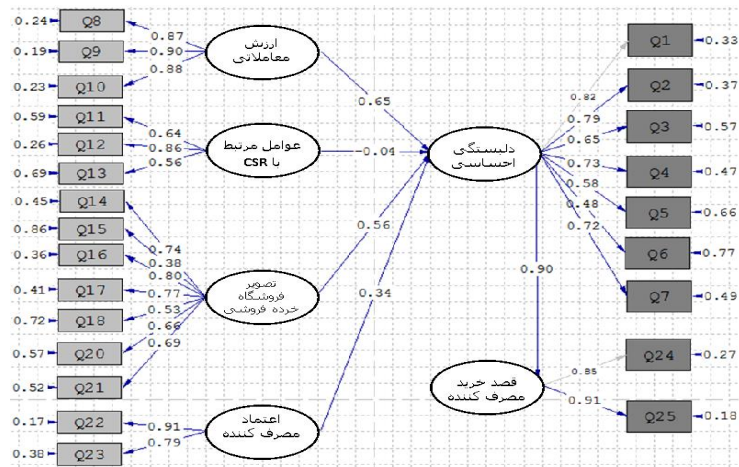 0.24 Q8
0.19 Q9
0.23 Q10
0.59 Q11
0.26 Q12
0.69 Q13
0.45 Q14
0.86 Q15
0.36 Q16
0.41 Q17
0.72 Q18
0.57 Q20
0.52 Q21
0.17 Q22
0.38 Q23
0.87
0.90
0.88
0.64
0.86
0.56
0.74
0.38
0.80
0.77
0.53
0.66
0.69
0.91
0.79
ارزش
معاملاتی
عوامل مرتبط
با CSR
تصویر
فروشگاه
خرده فروشی
اعتماد
مصرف کننده
0.65
-0.04
0.56
0.34
دلبستگی
احساسی
0.90
قصد خرید
مصرف کننده
0.82
0.79
0.65
0.73
0.58
0.48
0.72
0.85
0.91
Q1 0.33
Q2 0.37
Q3 0.57
Q4 0.47
Q5 0.66
Q6 0.77
Q7 0.49
Q24 0.27
Q25 0.18